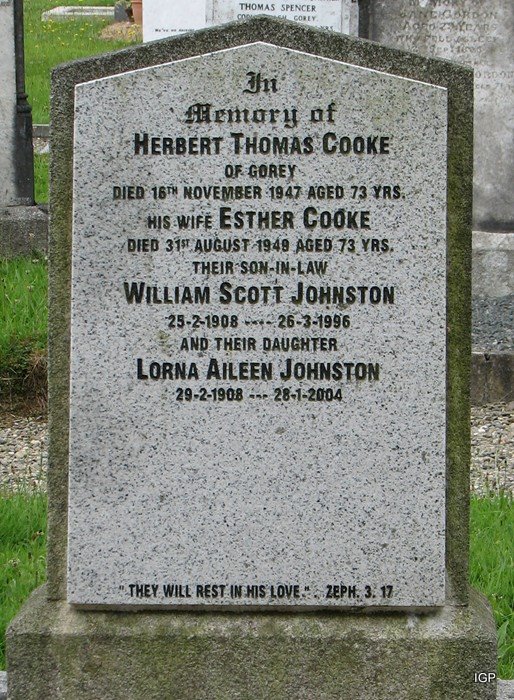 THOMAS SPENCER
In
Memory of
HERBERT THOMAS COOKE
OF GOREY
DIED 16TH NOVEMBER 1947 AGED 73 YRS.
HIS WIFE ESTHER COOKE
DIED 31ST AUGUST 1949 AGED 73 YRS.
THEIR SON-IN-LAW
WILLIAM SCOTT JOHNSTON
25-2-1908 ---- 26-3-1996
AND THEIR DAUGHTER
LORNA AILEEN JOHNSTON
29-2-1908 --- 28-1-2004
"THEY WILL REST IN HIS LOVE". ZEPH. 3. 17
IGP